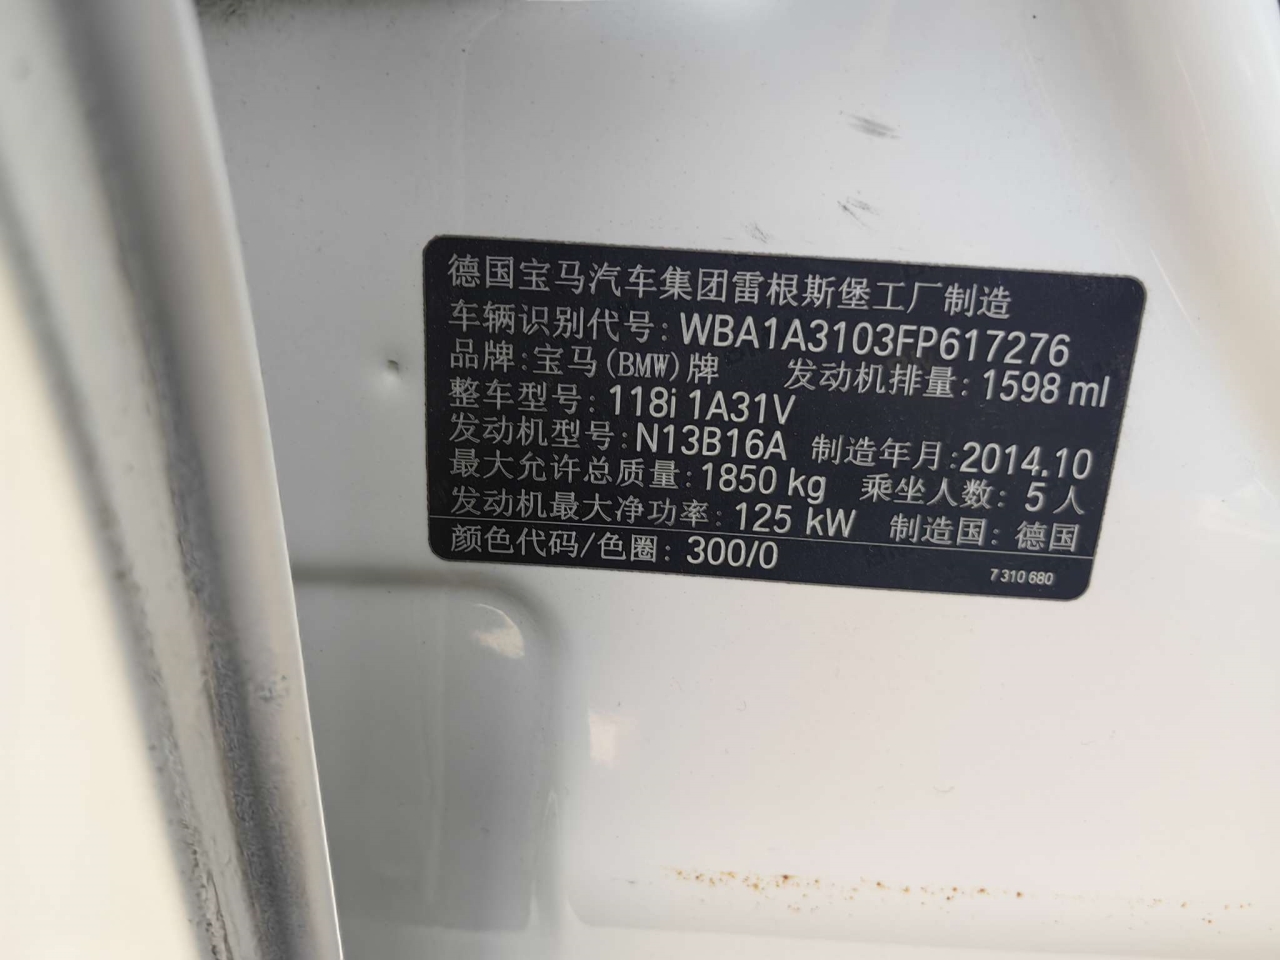 德国宝马汽车集团雷根斯堡工厂制造
车辆识别代号: WBA1A3103FP617276
品牌:宝马(BMW)牌 发动机排量: 1598 ml
整车型号: 118i 1A31V
发动机型号: N13B16A 制造年月:2014.10
最大允许总质量: 1850 kg 乘坐人数: 5 人
发动机最大净功率: 125 kW 制造国: 德国
颜色代码/色圈: 300/0
7 310 680